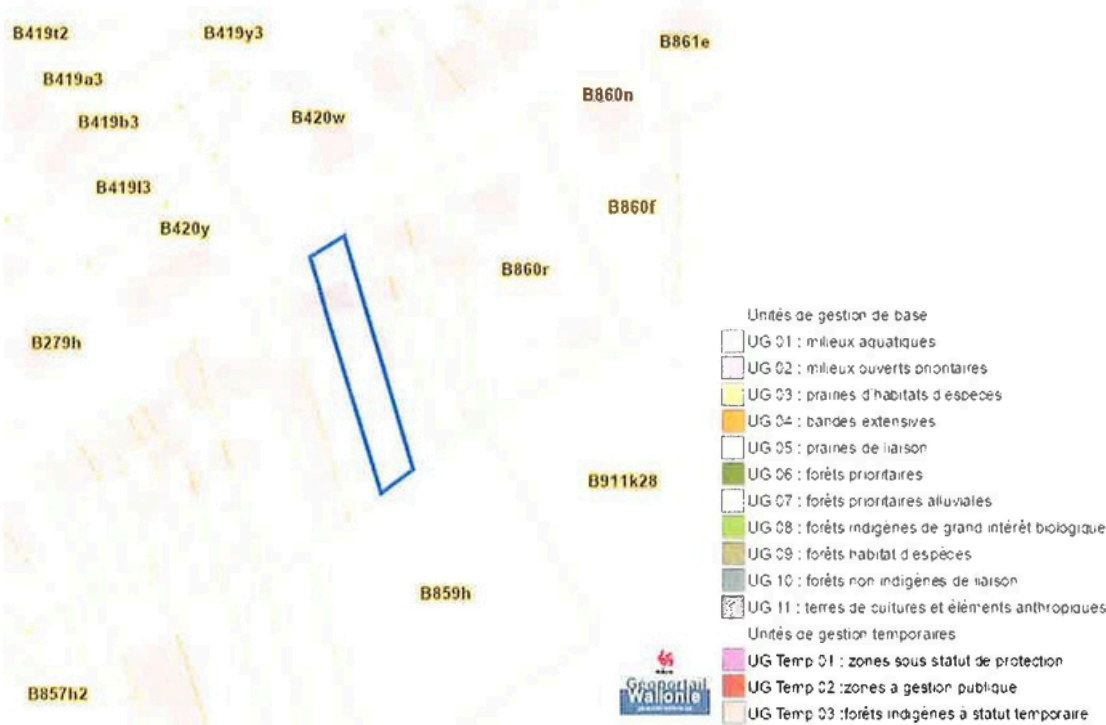 B419t2
B419y3
B861e
B419a3
B860n
B419b3
B420w
B419l3
B860f
B420y
B860r
B279h
B911k28
B859h
B857h2
Unités de gestion de base
UG 01 : milieux aquatiques
UG 02 : milieux ouverts prioritaires
UG 03 : prairies d'habitats d'espèces
UG 04 : bandes extensives
UG 05 : prairies de liaison
UG 06 : forêts prioritaires
UG 07 : forêts prioritaires alluviales
UG 08 : forêts indigènes de grand intérêt biologique
UG 09 : forêts habitat d'espèces
UG 10 : forêts non indigènes de liaison
UG 11 : terres de cultures et éléments anthropiques
Unités de gestion temporaires
UG Temp 01 : zones sous statut de protection
UG Temp 02 :zones à gestion publique
UG Temp 03 :forêts indigènes à statut temporaire
Géoportail
Wallonie